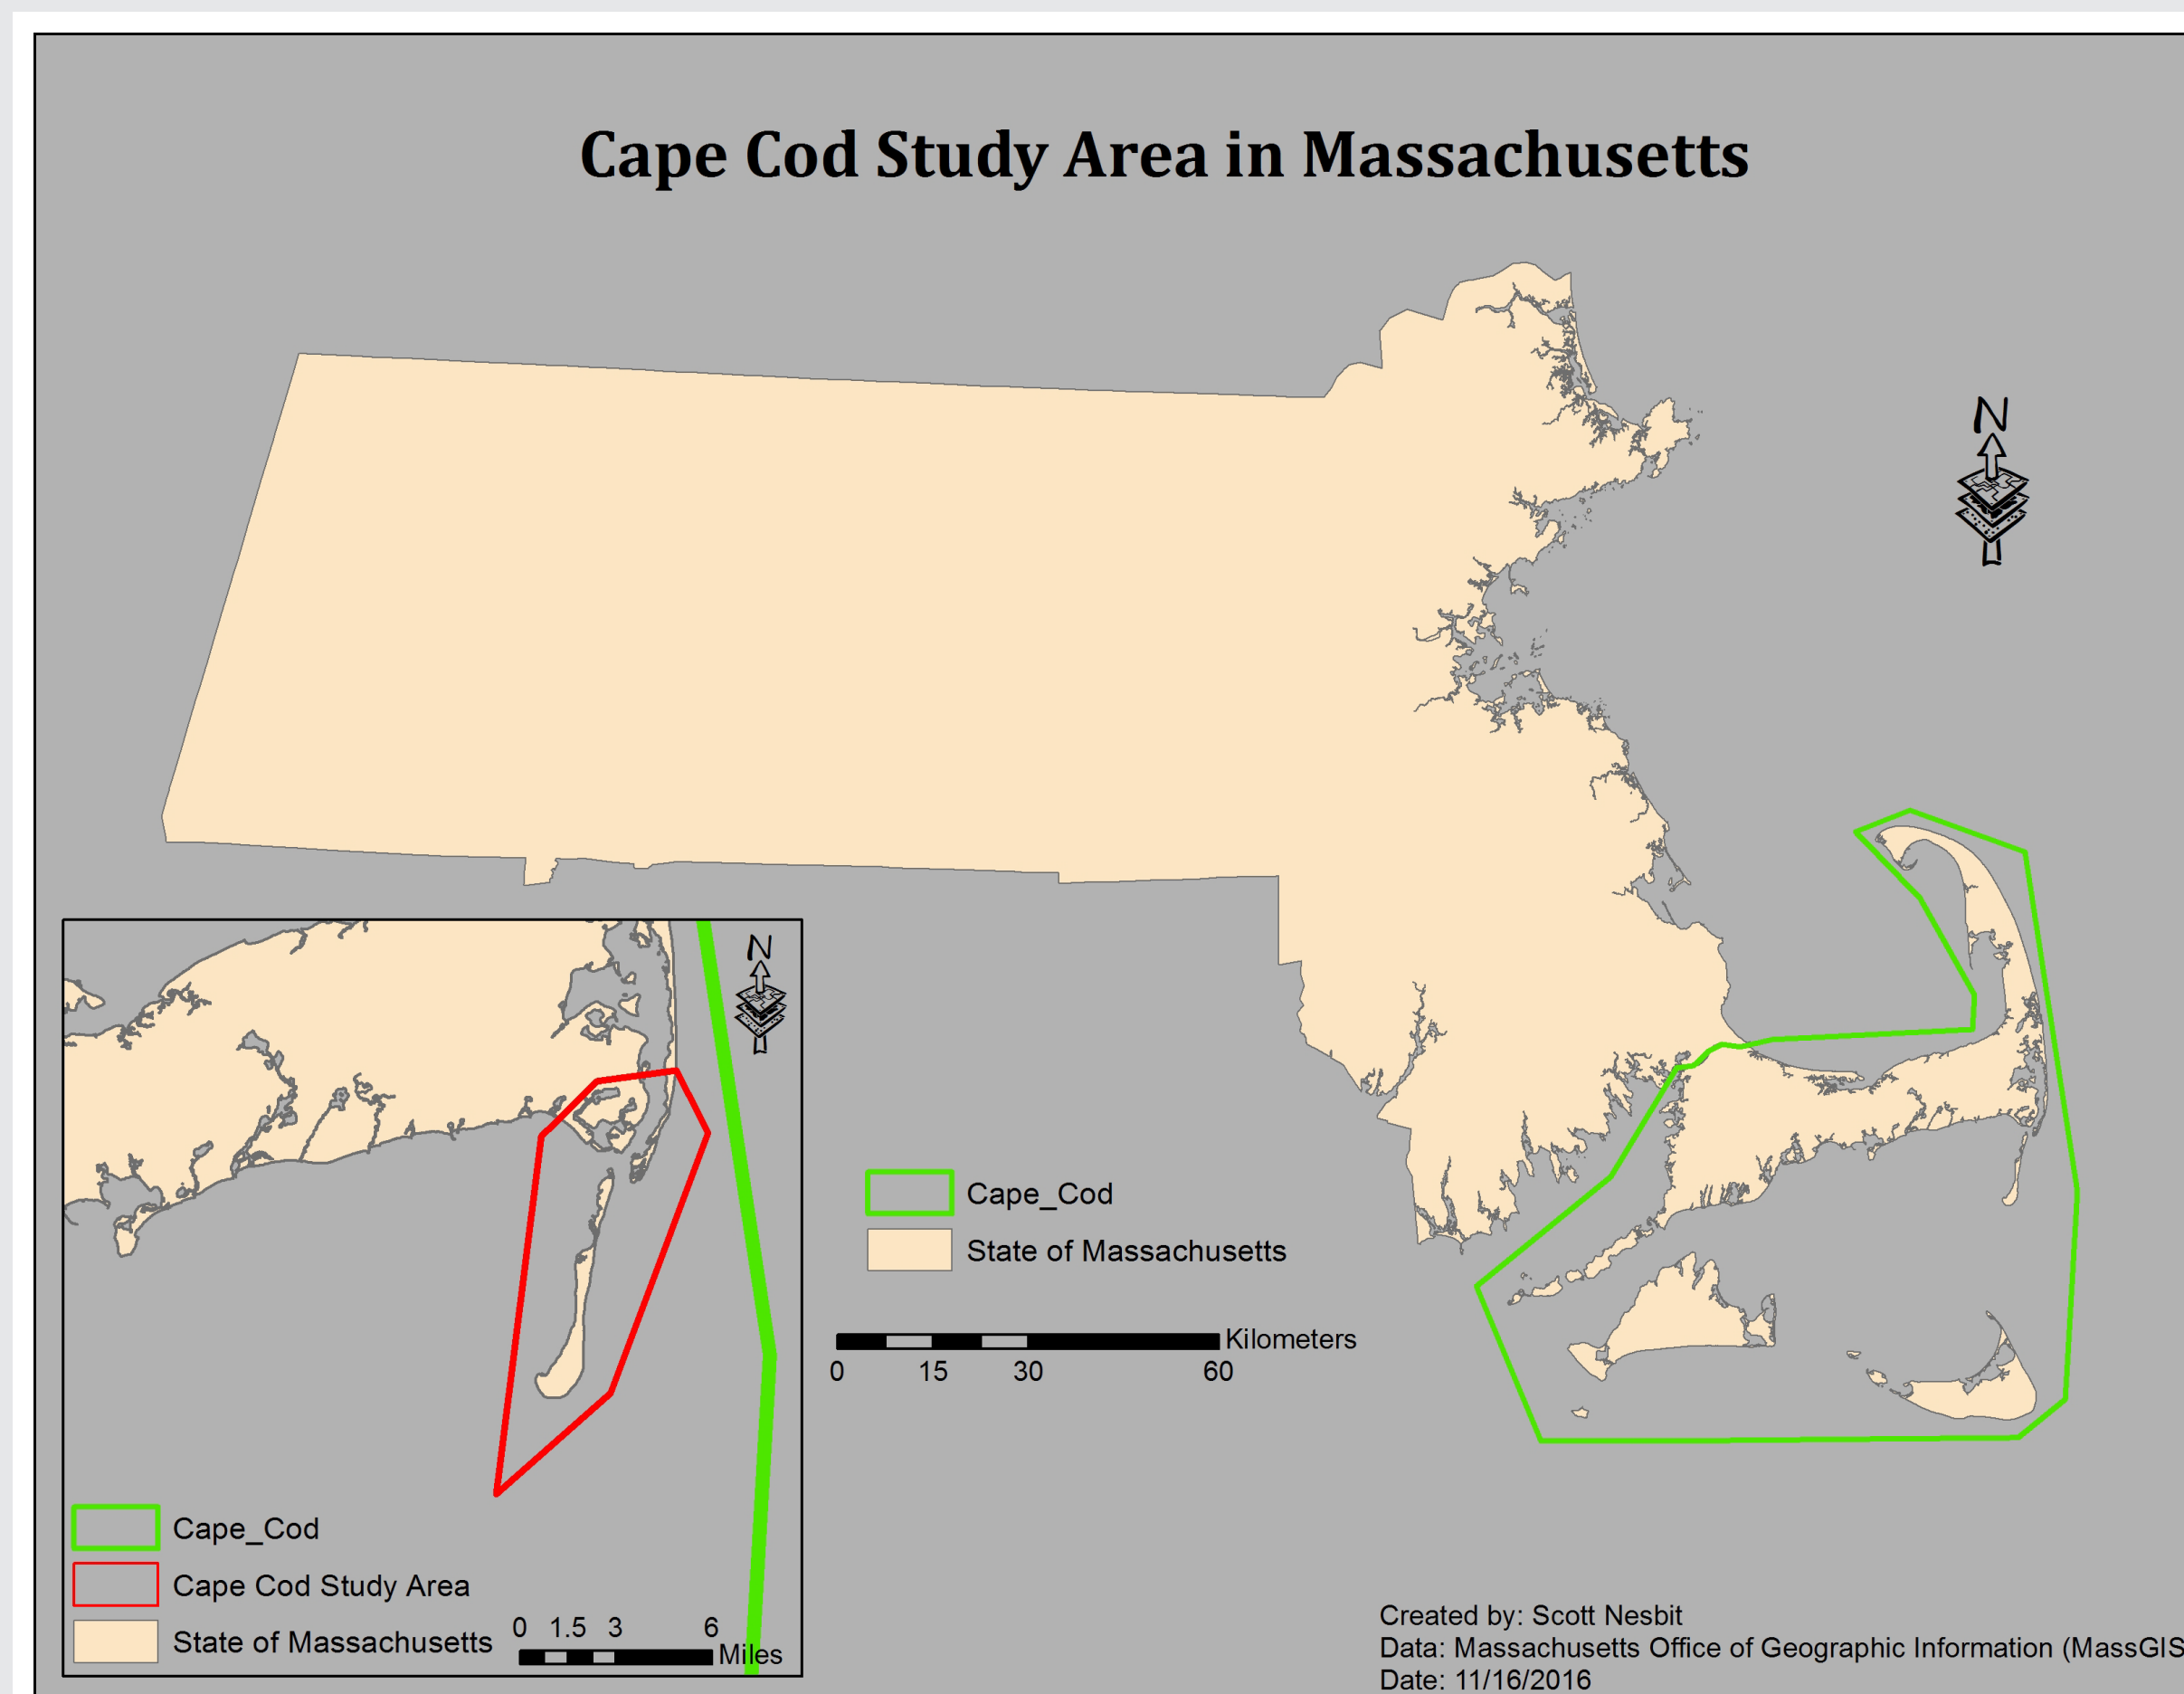 Cape Cod Study Area in Massachusetts
N
N
Cape_Cod
State of Massachusetts
Kilometers
0 15 30 60
Cape_Cod
Cape Cod Study Area
State of Massachusetts
0 1.5 3 6
Miles
Created by: Scott Nesbit
Data: Massachusetts Office of Geographic Information (MassGIS
Date: 11/16/2016